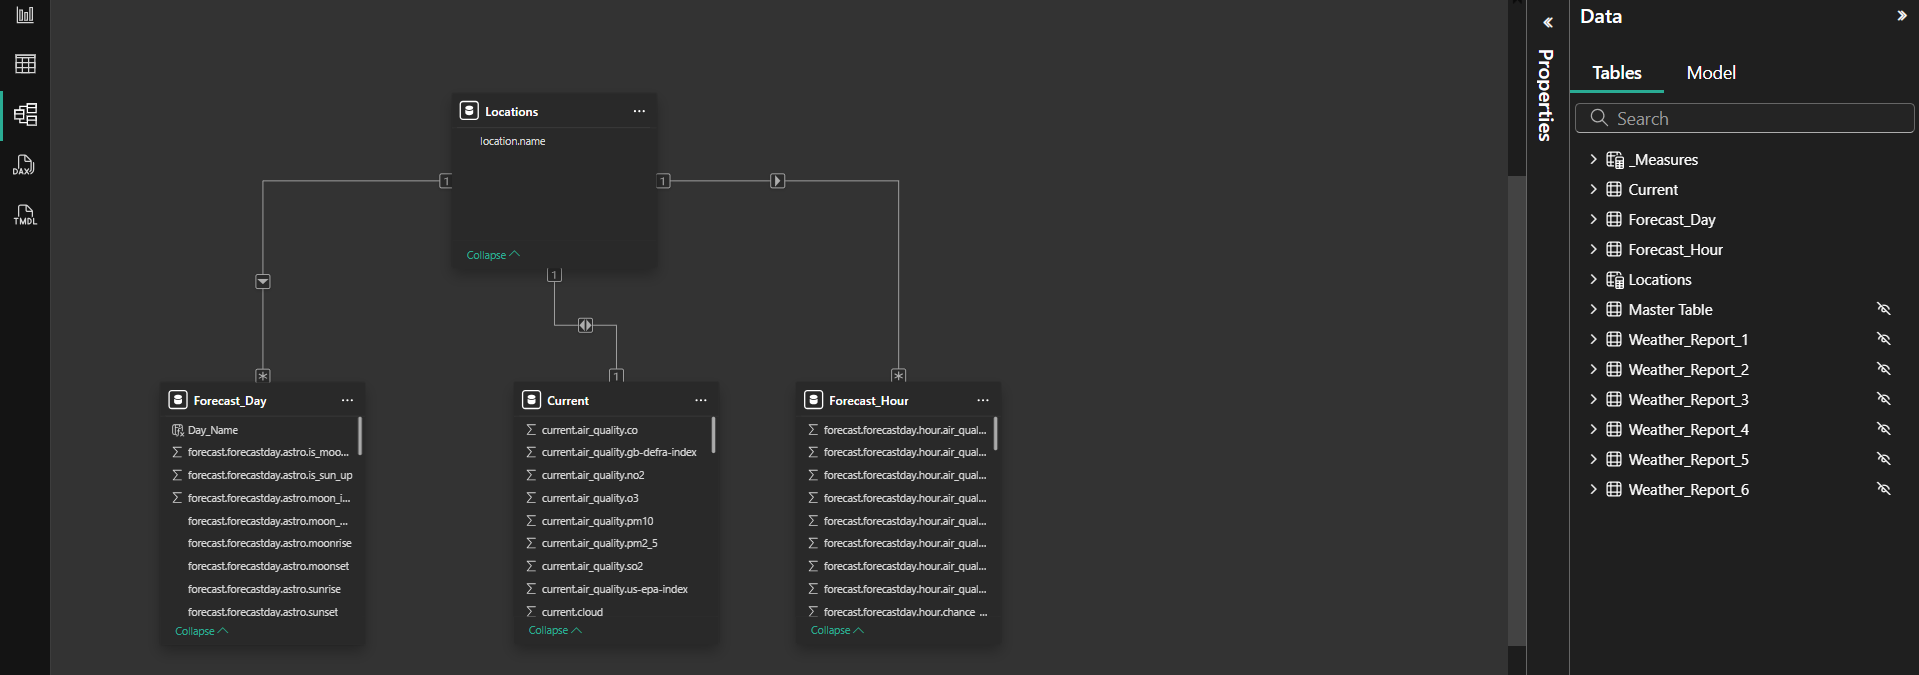 DAX
TMDL
Locations
location.name
Collapse
1
1
1
*
1
*
Forecast_Day
Day_Name
forecast.forecastday.astro.is_moo...
forecast.forecastday.astro.is_sun_up
forecast.forecastday.astro.moon_i...
forecast.forecastday.astro.moon_...
forecast.forecastday.astro.moonrise
forecast.forecastday.astro.moonset
forecast.forecastday.astro.sunrise
forecast.forecastday.astro.sunset
Collapse
Current
current.air_quality.co
current.air_quality.gb-defra-index
current.air_quality.no2
current.air_quality.o3
current.air_quality.pm10
current.air_quality.pm2_5
current.air_quality.so2
current.air_quality.us-epa-index
current.cloud
Collapse
Forecast_Hour
forecast.forecastday.hour.air_qual...
forecast.forecastday.hour.air_qual...
forecast.forecastday.hour.air_qual...
forecast.forecastday.hour.air_qual...
forecast.forecastday.hour.air_qual...
forecast.forecastday.hour.air_qual...
forecast.forecastday.hour.air_qual...
forecast.forecastday.hour.air_qual...
forecast.forecastday.hour.chance_...
Collapse
Properties
Data
Tables Model
Search
_Measures
Current
Forecast_Day
Forecast_Hour
Locations
Master Table
Weather_Report_1
Weather_Report_2
Weather_Report_3
Weather_Report_4
Weather_Report_5
Weather_Report_6